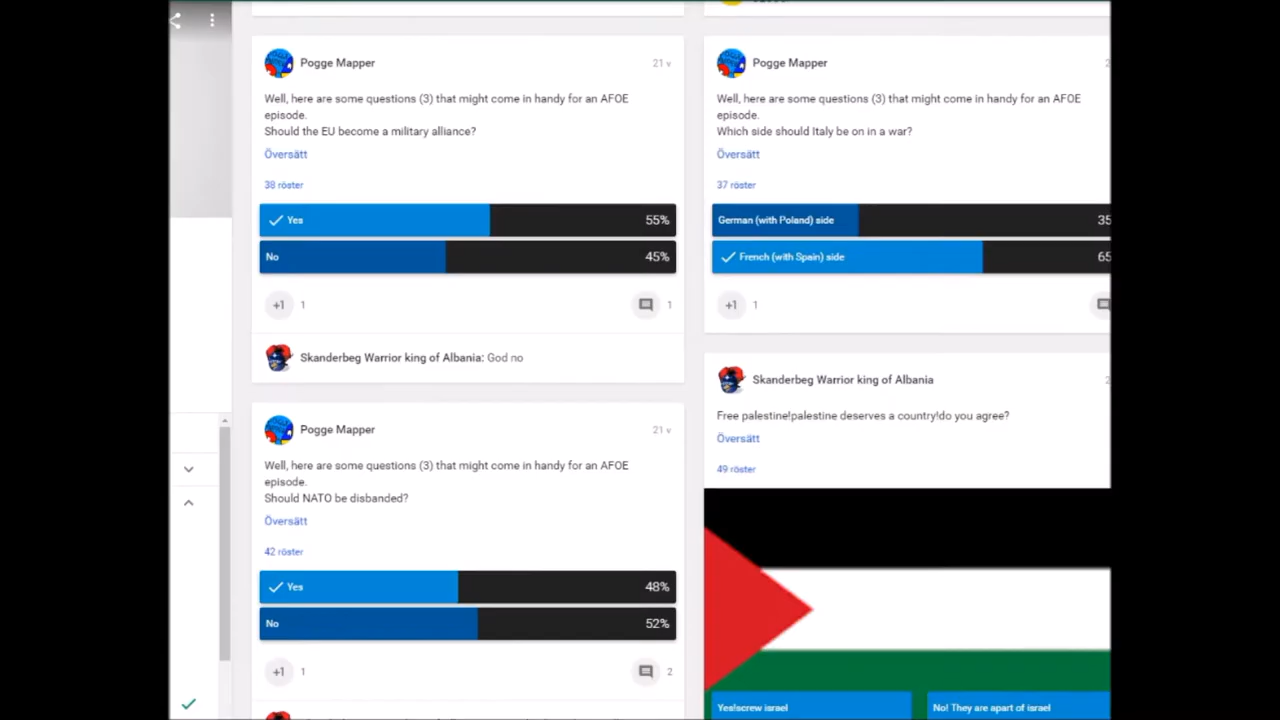 Pogge Mapper
21 v
Well, here are some questions (3) that might come in handy for an AFOE
episode.
Should the EU become a military alliance?
Översätt
38 röster
Yes
55%
No
45%
+1
1
1
Skanderbeg Warrior king of Albania: God no
Pogge Mapper
21 v
Well, here are some questions (3) that might come in handy for an AFOE
episode.
Should NATO be disbanded?
Översätt
42 röster
Yes
48%
No
52%
+1
1
2
Pogge Mapper
2
Well, here are some questions (3) that might come in handy for an AFOE
episode.
Which side should Italy be on in a war?
Översätt
37 röster
German (with Poland) side
35
French (with Spain) side
65
+1
1
Skanderbeg Warrior king of Albania
2
Free palestine!palestine deserves a country!do you agree?
Översätt
49 röster
Yes!screw israel
No! They are apart of israel